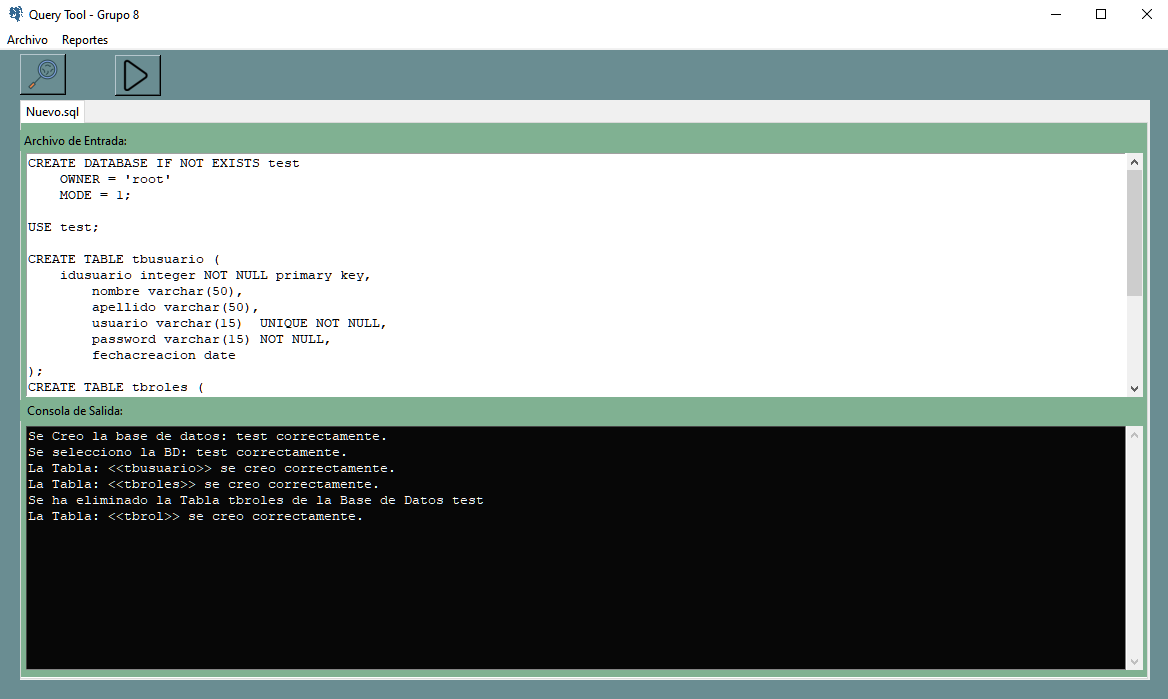 Query Tool - Grupo 8
Archivo Reportes
Nuevo.sql
Archivo de Entrada:
CREATE DATABASE IF NOT EXISTS test
    OWNER = 'root'
    MODE = 1;
USE test;
CREATE TABLE tbusuario (
    idusuario integer NOT NULL primary key,
        nombre varchar(50),
        apellido varchar(50),
        usuario varchar(15)  UNIQUE NOT NULL,
        password varchar(15) NOT NULL,
        fechacreacion date
);
CREATE TABLE tbroles (
Consola de Salida:
Se Creo la base de datos: test correctamente.
Se selecciono la BD: test correctamente.
La Tabla: <<tbusuario>> se creo correctamente.
La Tabla: <<tbroles>> se creo correctamente.
Se ha eliminado la Tabla tbroles de la Base de Datos test
La Tabla: <<tbrol>> se creo correctamente.